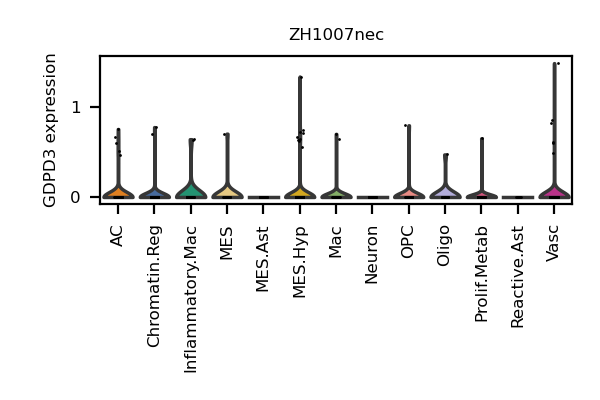 ZH1007nec
GDPD3 expression
1
0
AC
Chromatin.Reg
Inflammatory.Mac
MES
MES.Ast
MES.Hyp
Mac
Neuron
OPC
Oligo
Prolif.Metab
Reactive.Ast
Vasc